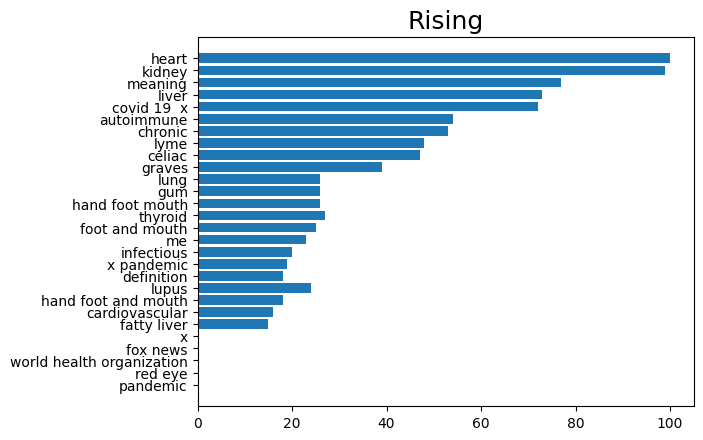 Rising
heart
kidney
meaning
liver
covid 19  x
autoimmune
chronic
lyme
celiac
graves
lung
gum
hand foot mouth
thyroid
foot and mouth
me
infectious
x pandemic
definition
lupus
hand foot and mouth
cardiovascular
fatty liver
x
fox news
world health organization
red eye
pandemic
0 20 40 60 80 100